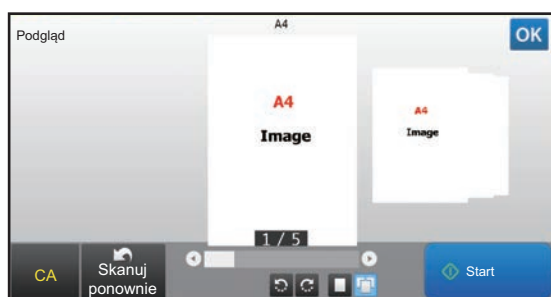 A4
Podgląd
OK
A4
Image
A4
Image
1 / 5
CA
Skanuj
ponownie
Start